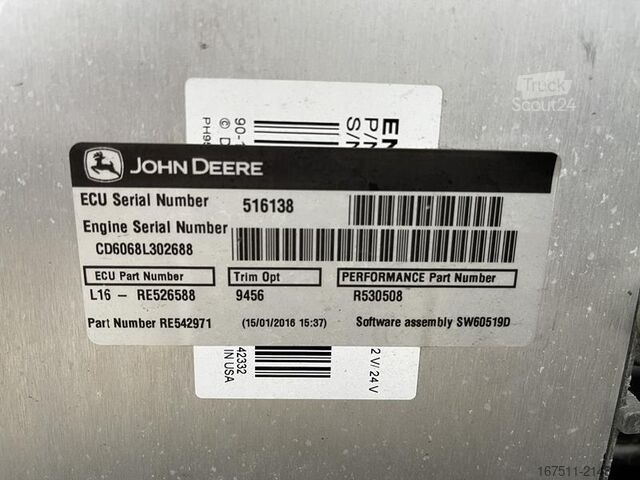 Truck
Scout24
EN
P/N
S/N
90-
© D
JOHN DEERE
ECU Serial Number 516138
Engine Serial Number
CD6068L302688
ECU Part Number Trim Opt PERFORMANCE Part Number
L16 - RE526588 9456 R530508
Part Number RE542971 (15/01/2016 15:37) Software assembly SW60519D
42332
IN USA
2 V/ 24 V